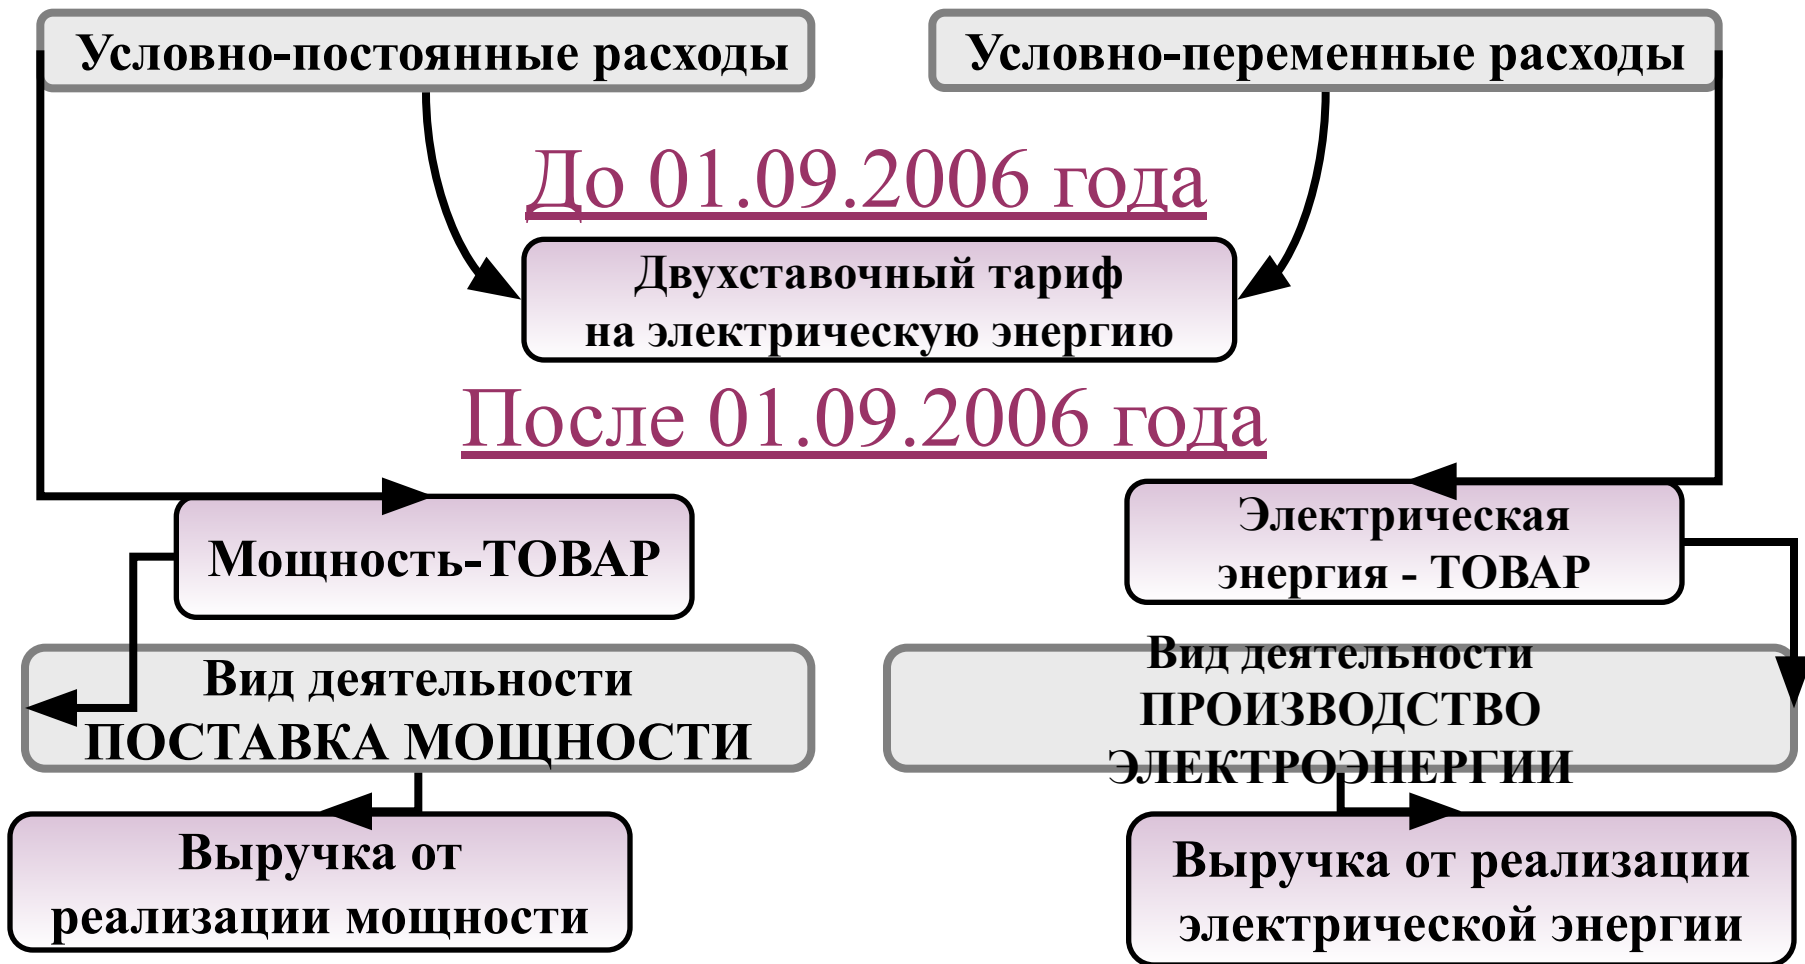 Условно-постоянные расходы
Условно-переменные расходы
До 01.09.2006 года
Двухставочный тариф
на электрическую энергию
После 01.09.2006 года
Мощность-ТОВАР
Электрическая
энергия - ТОВАР
Вид деятельности
ПОСТАВКА МОЩНОСТИ
Вид деятельности
ПРОИЗВОДСТВО
ЭЛЕКТРОЭНЕРГИИ
Выручка от
реализации мощности
Выручка от реализации
электрической энергии